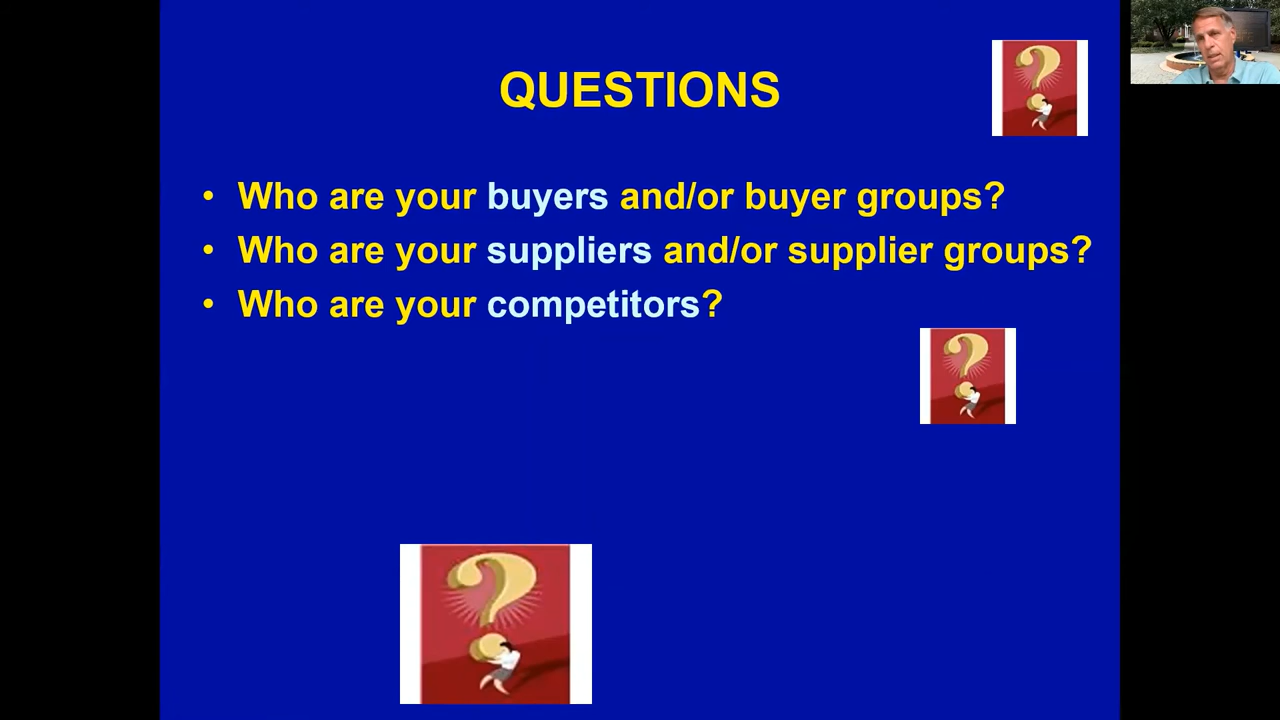 QUESTIONS
• Who are your buyers and/or buyer groups?
• Who are your suppliers and/or supplier groups?
• Who are your competitors?